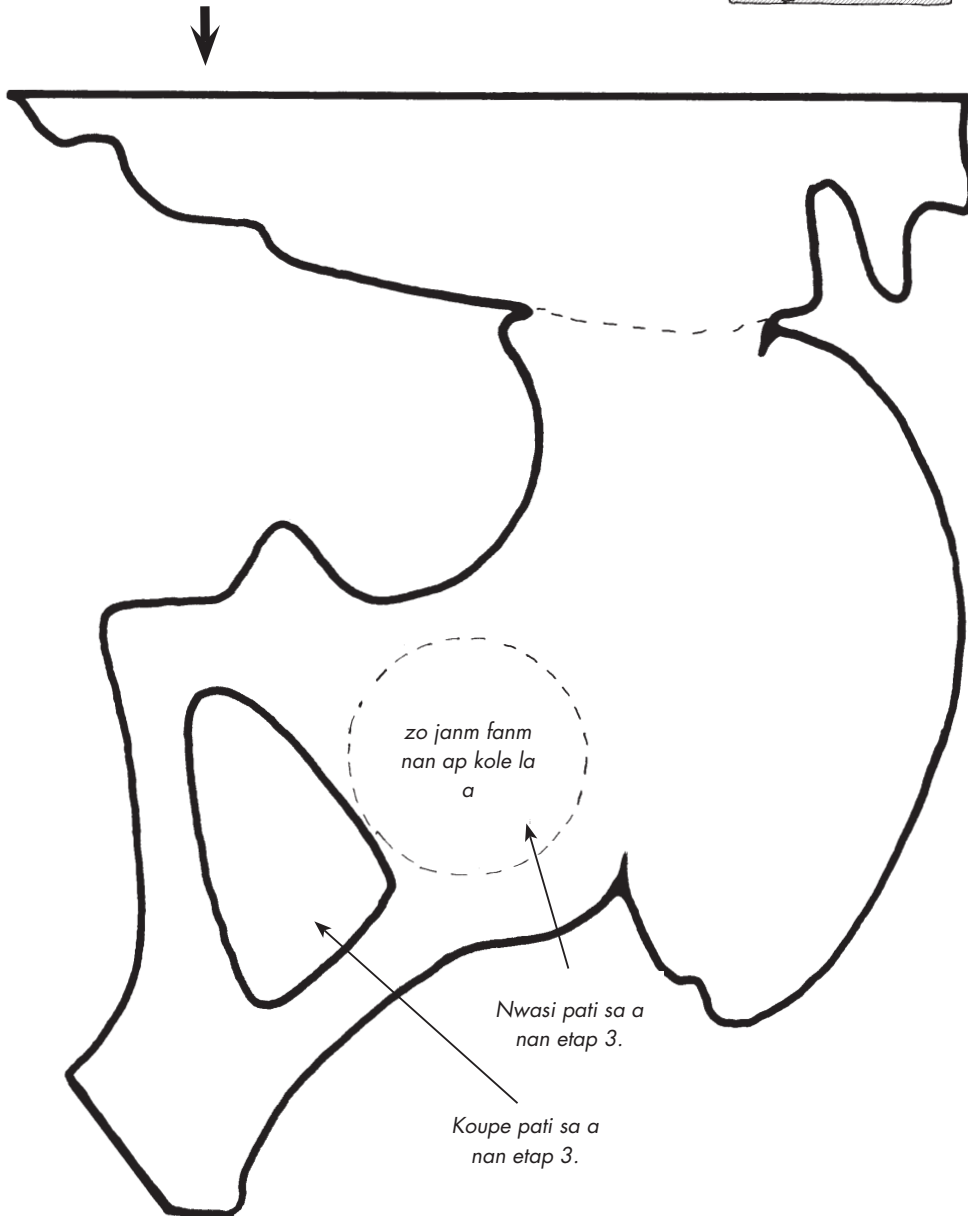 zo janm fanm
nan ap kole la
a
Nwasi pati sa a
nan etap 3.
Koupe pati sa a
nan etap 3.